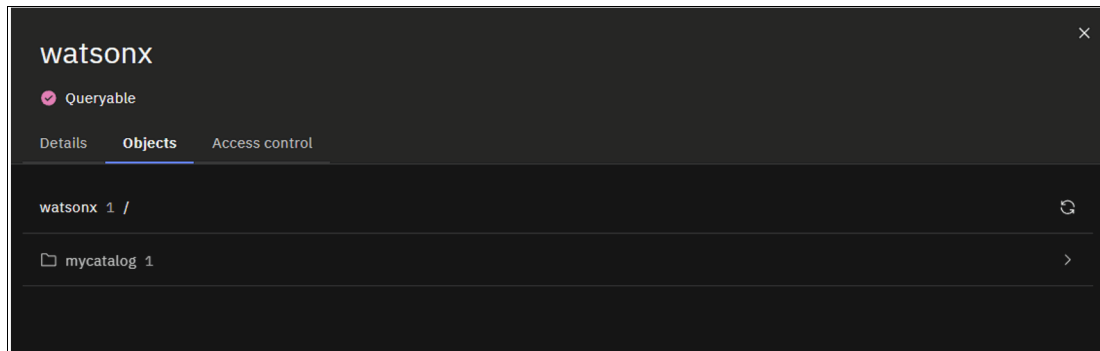 watsonx
Queryable
Details Objects Access control
watsonx 1 /
mycatalog 1